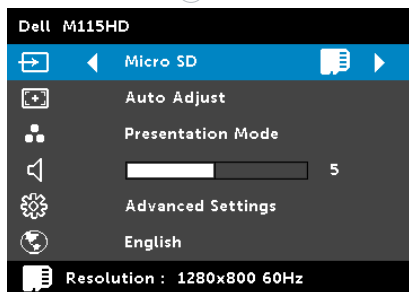 Dell M115HD
Micro SD
Auto Adjust
Presentation Mode
5
Advanced Settings
English
Resolution : 1280x800 60Hz